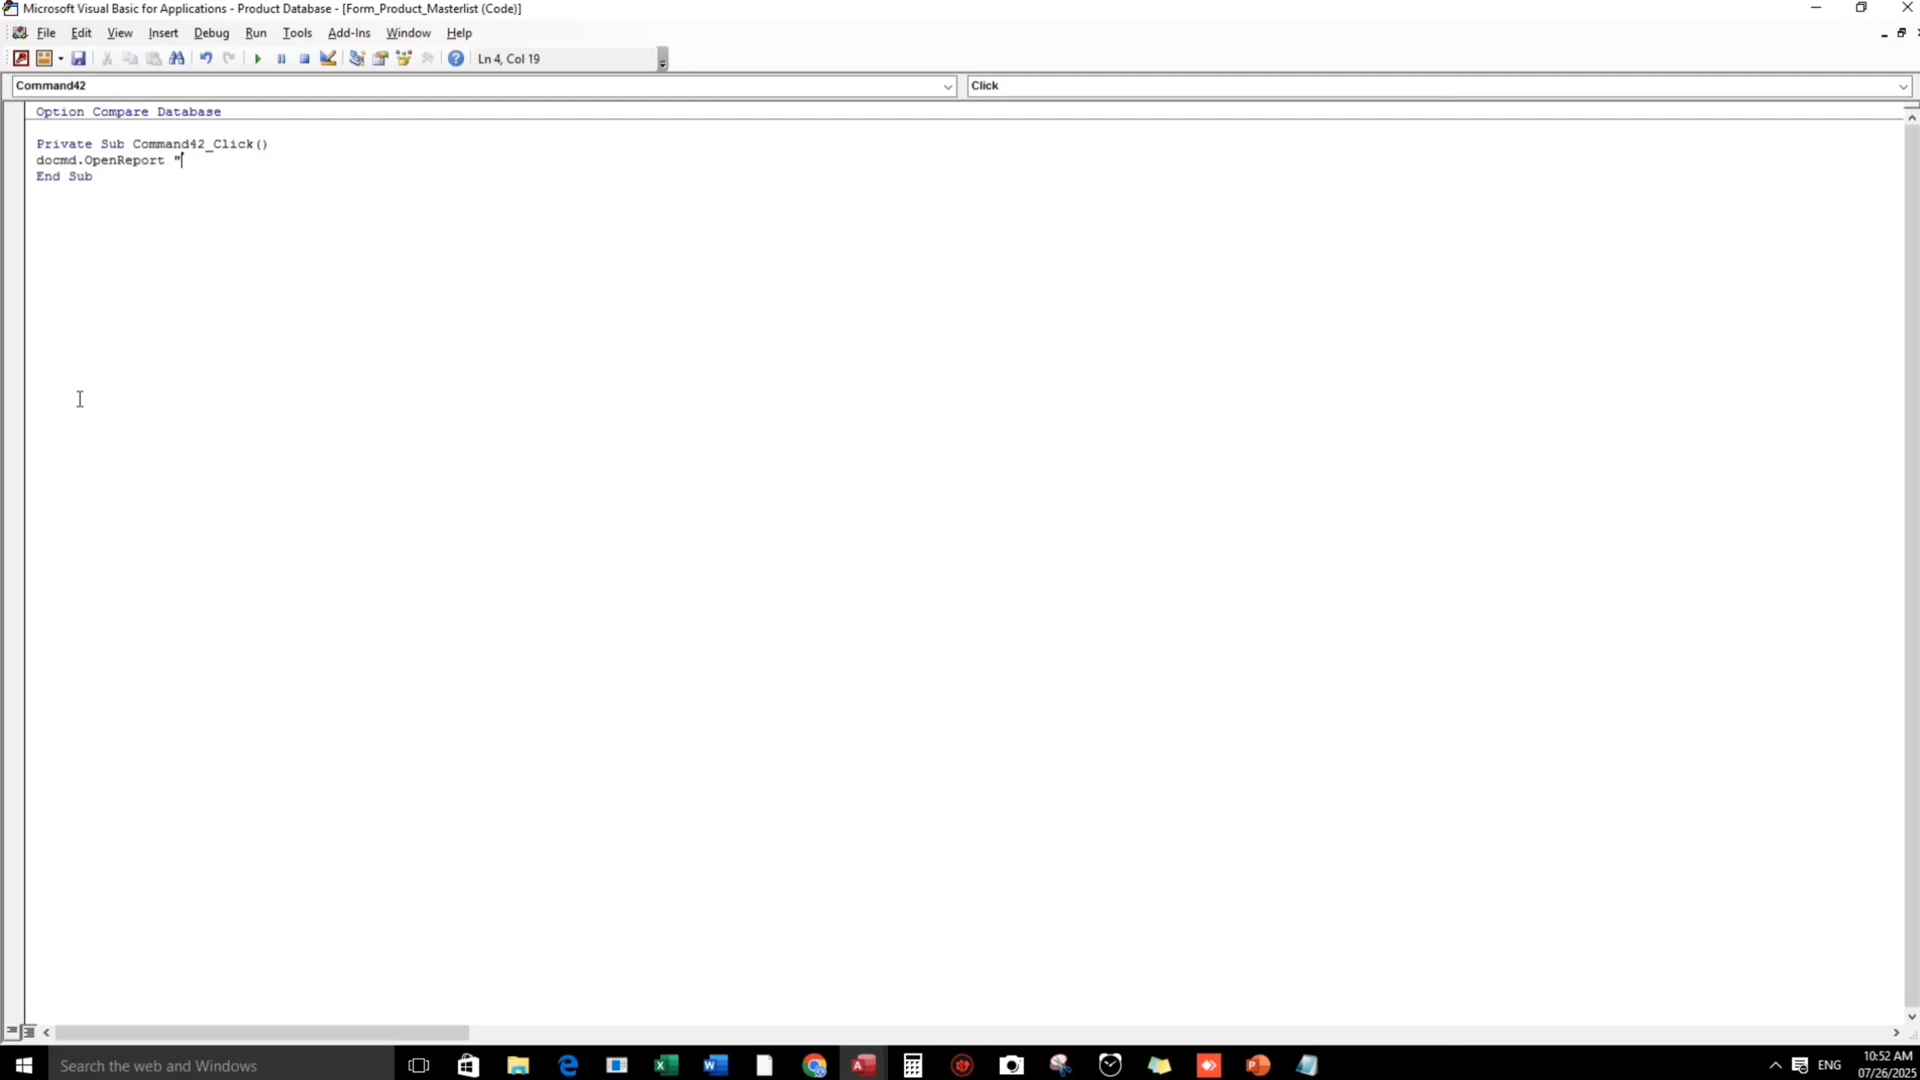 Microsoft Visual Basic for Applications - Product Database - [Form_Product_Masterlist (Code)]
File Edit View Insert Debug Run Tools Add-Ins Window Help
Ln 4, Col 19
Command42 Click
Option Compare Database
Private Sub Command42_Click()
docmd.OpenReport "
End Sub
Search the web and Windows
ENG
10:52 AM
07/26/2025